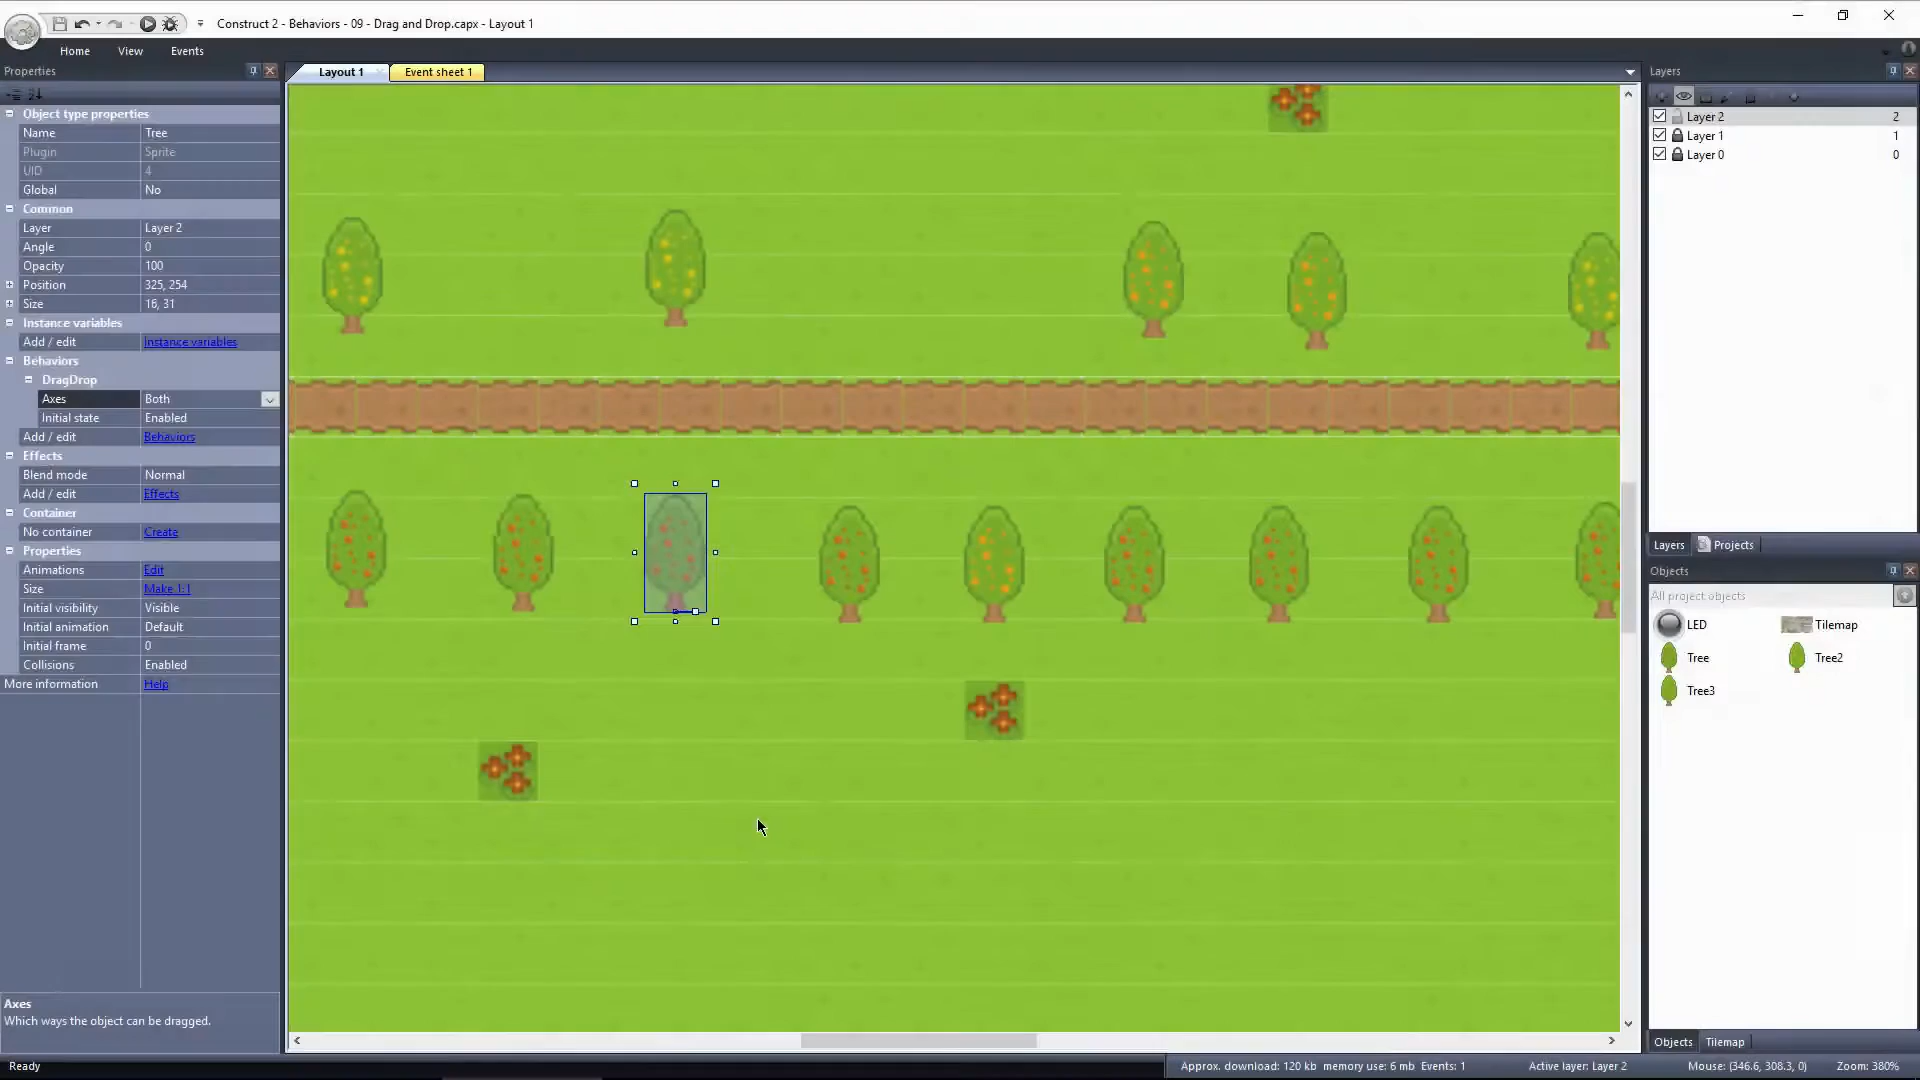 Construct 2 - Behaviors - 09 - Drag and Drop.capx - Layout 1
Home View Events
Properties
Object type properties
Name Tree
Plugin Sprite
UID 4
Global No
Common
Layer Layer 2
Angle 0
Opacity 100
Position 325, 254
Size 16, 31
Instance variables
Add / edit Instance variables
Behaviors
DragDrop
Axes Both
Initial state Enabled
Add / edit Behaviors
Effects
Blend mode Normal
Add / edit Effects
Container
No container Create
Properties
Animations Edit
Size Make 1:1
Initial visibility Visible
Initial animation Default
Initial frame 0
Collisions Enabled
More information Help
Axes
Which ways the object can be dragged.
Layout 1 Event sheet 1
Layers
Layer 2 2
Layer 1 1
Layer 0 0
Layers Projects
Objects
All project objects
LED Tilemap
Tree Tree2
Tree3
Objects Tilemap
Ready Approx. download: 120 kb memory use: 6 mb Events: 1 Active layer: Layer 2 Mouse: (346.6, 308.3, 0) Zoom: 380%